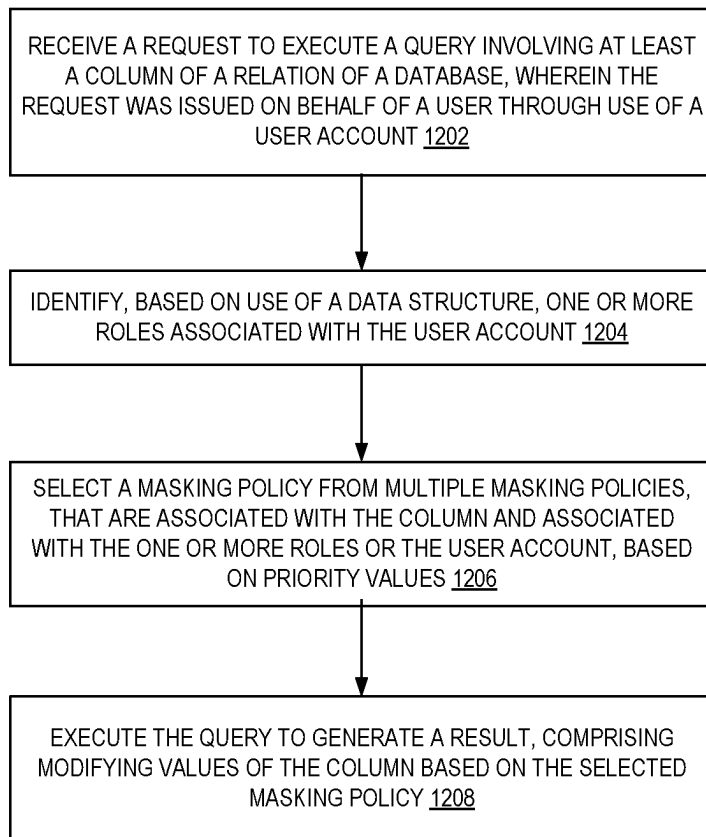 RECEIVE A REQUEST TO EXECUTE A QUERY INVOLVING AT LEAST
A COLUMN OF A RELATION OF A DATABASE, WHEREIN THE
REQUEST WAS ISSUED ON BEHALF OF A USER THROUGH USE OF A
USER ACCOUNT 1202
IDENTIFY, BASED ON USE OF A DATA STRUCTURE, ONE OR MORE
ROLES ASSOCIATED WITH THE USER ACCOUNT 1204
SELECT A MASKING POLICY FROM MULTIPLE MASKING POLICIES,
THAT ARE ASSOCIATED WITH THE COLUMN AND ASSOCIATED
WITH THE ONE OR MORE ROLES OR THE USER ACCOUNT, BASED
ON PRIORITY VALUES 1206
EXECUTE THE QUERY TO GENERATE A RESULT, COMPRISING
MODIFYING VALUES OF THE COLUMN BASED ON THE SELECTED
MASKING POLICY 1208